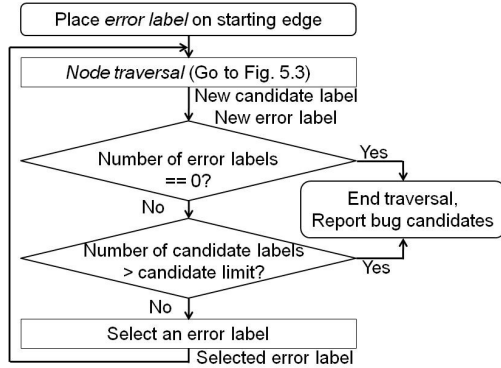 Place error label on starting edge
Node traversal (Go to Fig. 5.3)
New candidate label
New error label
Number of error labels
== 0?
Yes
No
End traversal,
Report bug candidates
Number of candidate labels
> candidate limit?
Yes
No
Select an error label
Selected error label